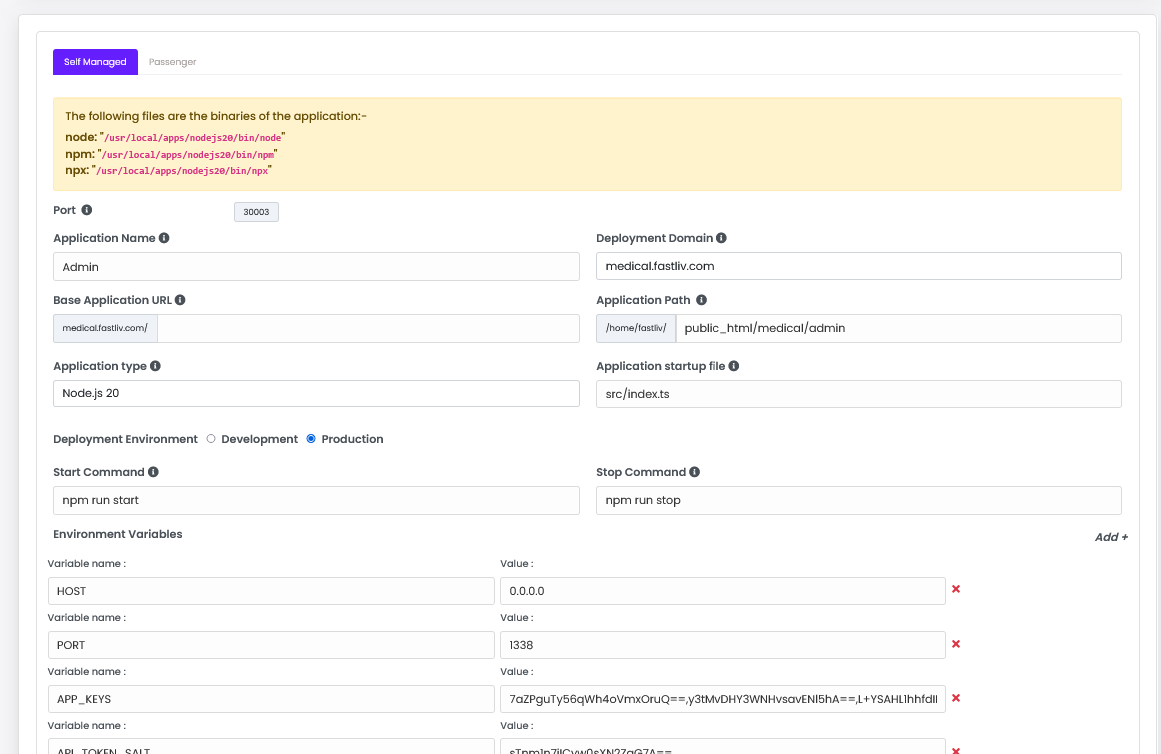 Self Managed Passenger
The following files are the binaries of the application:-
node: "/usr/local/apps/nodejs20/bin/node"
npm: "/usr/local/apps/nodejs20/bin/npm"
npx: "/usr/local/apps/nodejs20/bin/npx"
Port 30003
Application Name
Admin
Deployment Domain
medical.fastliv.com
Base Application URL
medical.fastliv.com/
Application Path
/home/fastliv/ public_html/medical/admin
Application type
Node.js 20
Application startup file
src/index.ts
Deployment Environment Development Production
Start Command
npm run start
Stop Command
npm run stop
Environment Variables
Add +
Variable name : Value :
HOST 0.0.0.0
Variable name : Value :
PORT 1338
Variable name : Value :
APP_KEYS
Variable name : Value :
API_TOKEN_SALT